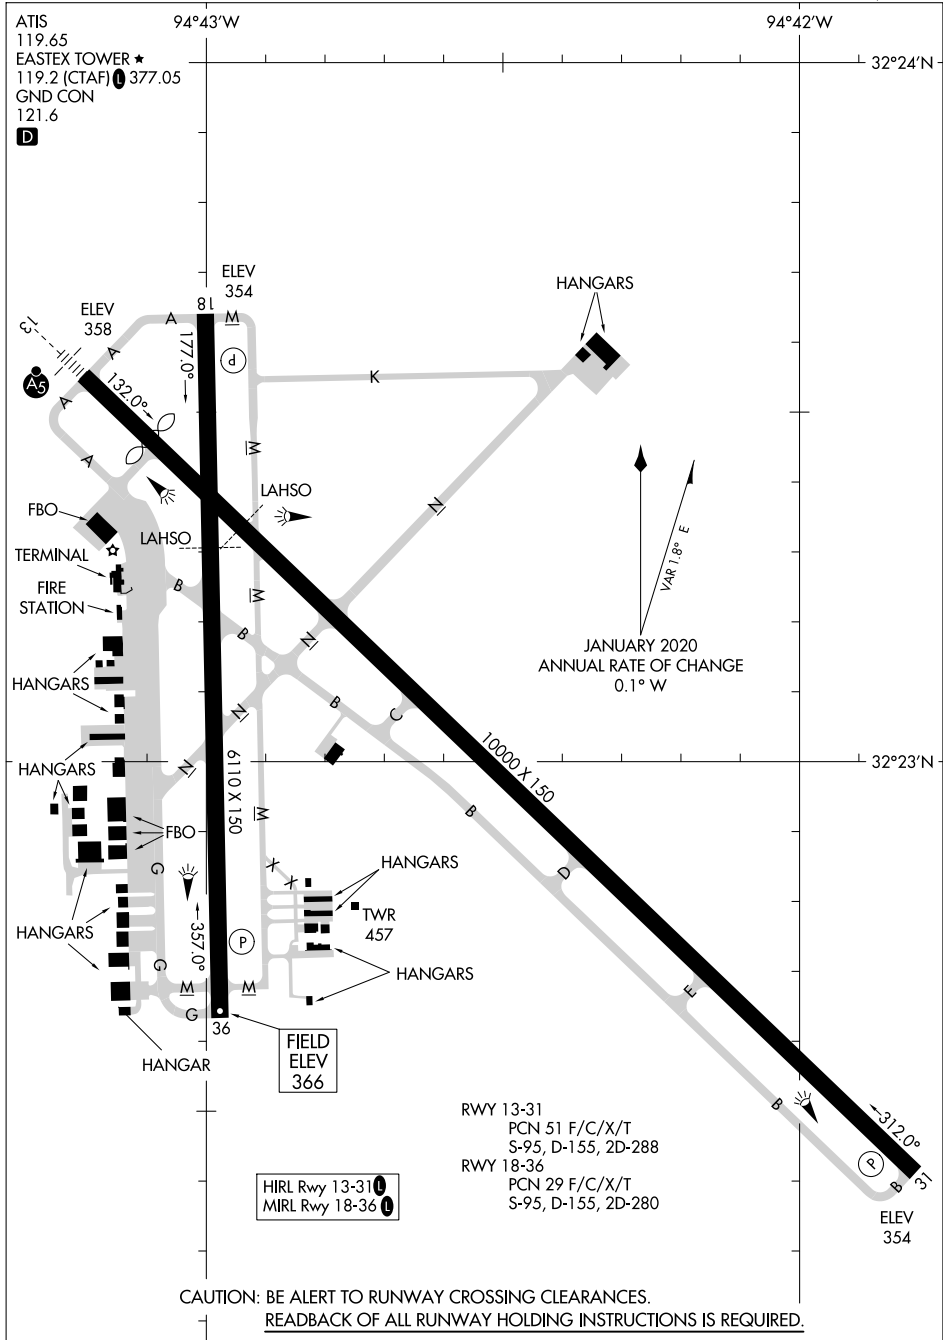 ATIS
119.65
EASTEX TOWER ★
119.2 (CTAF) L 377.05
GND CON
121.6
D
94°43'W
94°42'W
32°24'N
ELEV
354
HANGARS
ELEV
358
13
18
A
M
A
P
177.0°
A5
132.0°
K
A
A
M
N
LAHSO
FBO
LAHSO
TERMINAL
VAR 1.8° E
FIRE
STATION
B
M
B
N
JANUARY 2020
ANNUAL RATE OF CHANGE
0.1° W
HANGARS
B
C
N
10000 X 150
32°23'N
HANGARS
N
6110 X 150
M
B
FBO
G
X
X
HANGARS
D
TWR
457
HANGARS
357.0°
P
G
HANGARS
E
M
M
G
36
FIELD
ELEV
366
HANGAR
B
RWY 13-31
PCN 51 F/C/X/T
S-95, D-155, 2D-288
RWY 18-36
PCN 29 F/C/X/T
S-95, D-155, 2D-280
312.0°
P
B
31
HIRL Rwy 13-31 L
MIRL Rwy 18-36 L
ELEV
354
CAUTION: BE ALERT TO RUNWAY CROSSING CLEARANCES.
READBACK OF ALL RUNWAY HOLDING INSTRUCTIONS IS REQUIRED.